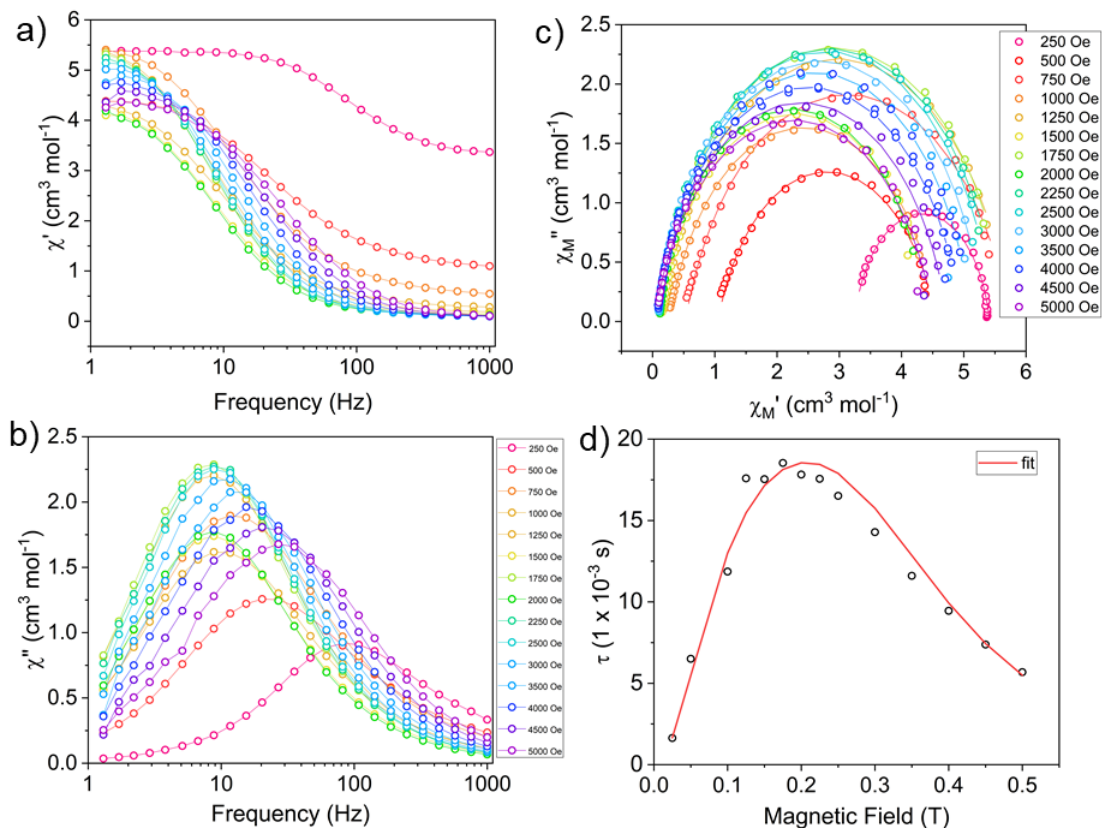 a)
6
5
4
3
2
1
0
χ' (cm³ mol⁻¹)
1
10
100
1000
Frequency (Hz)
b)
2.5
2.0
1.5
1.0
0.5
0.0
χ'' (cm³ mol⁻¹)
1
10
100
1000
Frequency (Hz)
250 Oe
500 Oe
750 Oe
1000 Oe
1250 Oe
1500 Oe
1750 Oe
2000 Oe
2250 Oe
2500 Oe
3000 Oe
3500 Oe
4000 Oe
4500 Oe
5000 Oe
c)
2.5
2.0
1.5
1.0
0.5
0.0
χM'' (cm³ mol⁻¹)
0
1
2
3
4
5
6
χM' (cm³ mol⁻¹)
250 Oe
500 Oe
750 Oe
1000 Oe
1250 Oe
1500 Oe
1750 Oe
2000 Oe
2250 Oe
2500 Oe
3000 Oe
3500 Oe
4000 Oe
4500 Oe
5000 Oe
d)
20
15
10
5
0
τ (1 x 10⁻³ s)
0.0
0.1
0.2
0.3
0.4
0.5
Magnetic Field (T)
fit